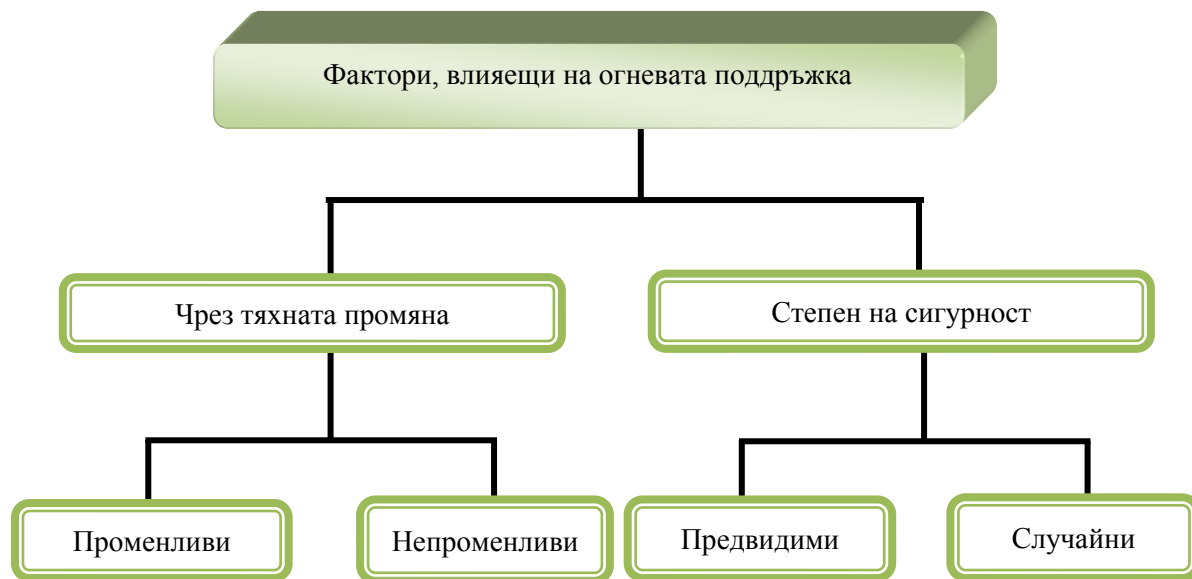 Фактори, влияещи на огневата поддръжка
Чрез тяхната промяна
Степен на сигурност
Променливи
Непроменливи
Предвидими
Случайни